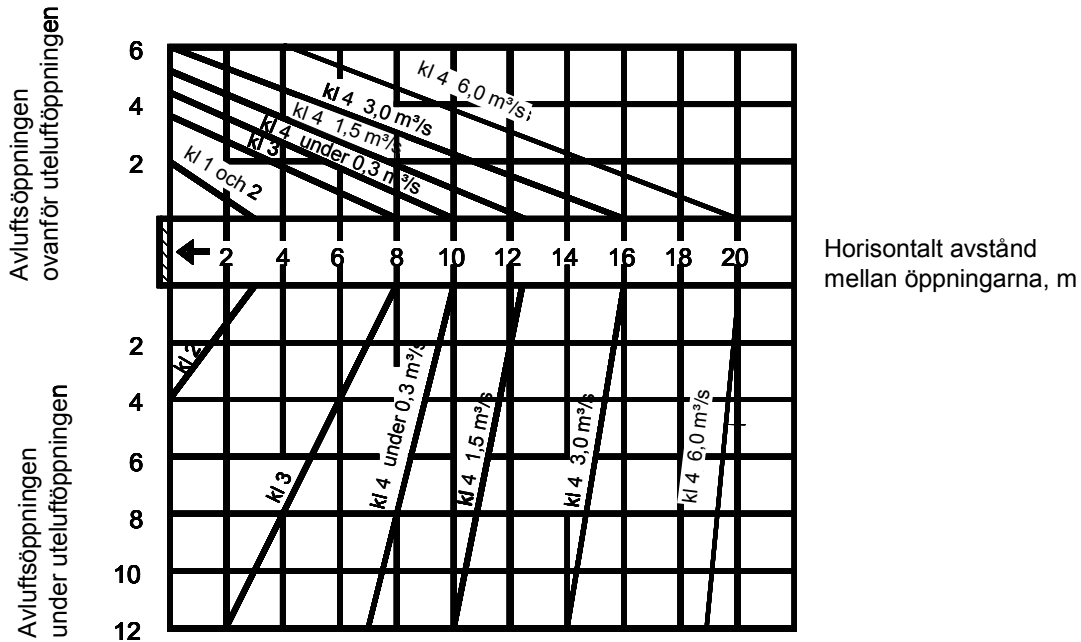 Avluftsöppningen
ovanför uteluftöppningen
6
4
2
kl 4 6,0 m³/s
kl 4 3,0 m³/s
kl 4 1,5 m³/s
kl 4 under 0,3 m³/s
kl 3
kl 1 och 2
2 4 6 8 10 12 14 16 18 20
Horisontalt avstånd
mellan öppningarna, m
Avluftsöppningen
under uteluftöppningen
2
4
6
8
10
12
kl 2
kl 3
kl 4 under 0,3 m³/s
kl 4 1,5 m³/s
kl 4 3,0 m³/s
kl 4 6,0 m³/s